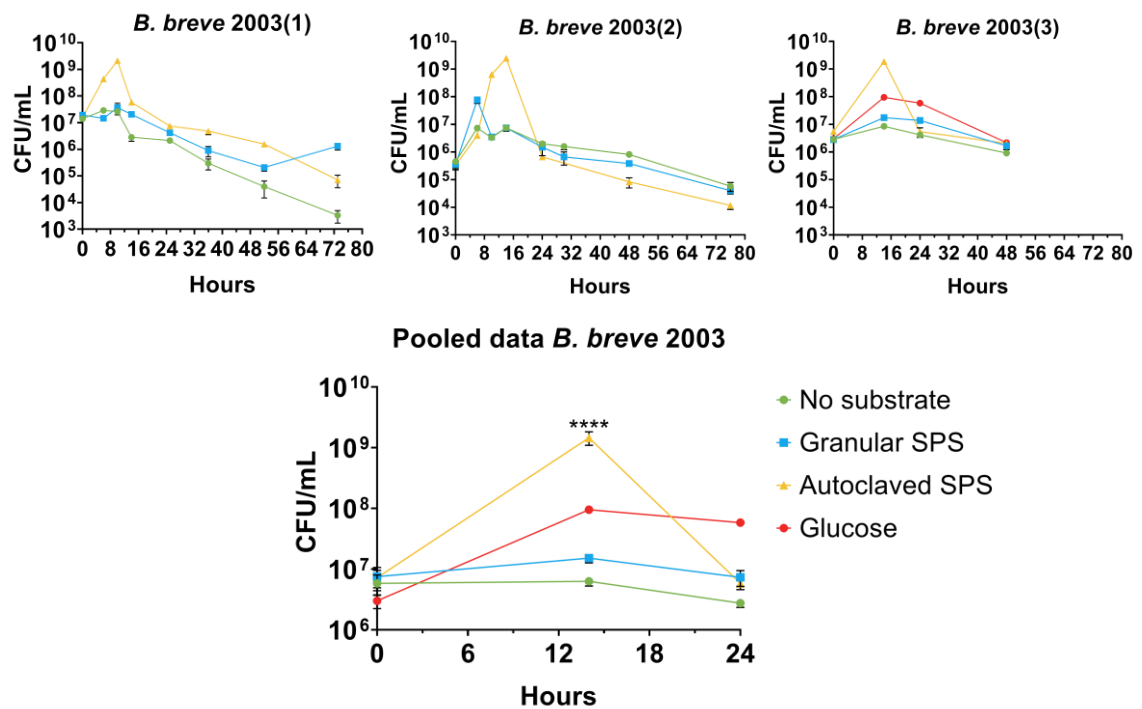 B. breve 2003(1)
CFU/mL
10^10
10^9
10^8
10^7
10^6
10^5
10^4
10^3
0 8 16 24 32 40 48 56 64 72 80
Hours
B. breve 2003(2)
CFU/mL
10^10
10^9
10^8
10^7
10^6
10^5
10^4
10^3
0 8 16 24 32 40 48 56 64 72 80
Hours
B. breve 2003(3)
CFU/mL
10^10
10^9
10^8
10^7
10^6
10^5
10^4
10^3
0 8 16 24 32 40 48 56 64 72 80
Hours
Pooled data B. breve 2003
CFU/mL
10^10
10^9
10^8
10^7
10^6
****
0 6 12 18 24
Hours
No substrate
Granular SPS
Autoclaved SPS
Glucose